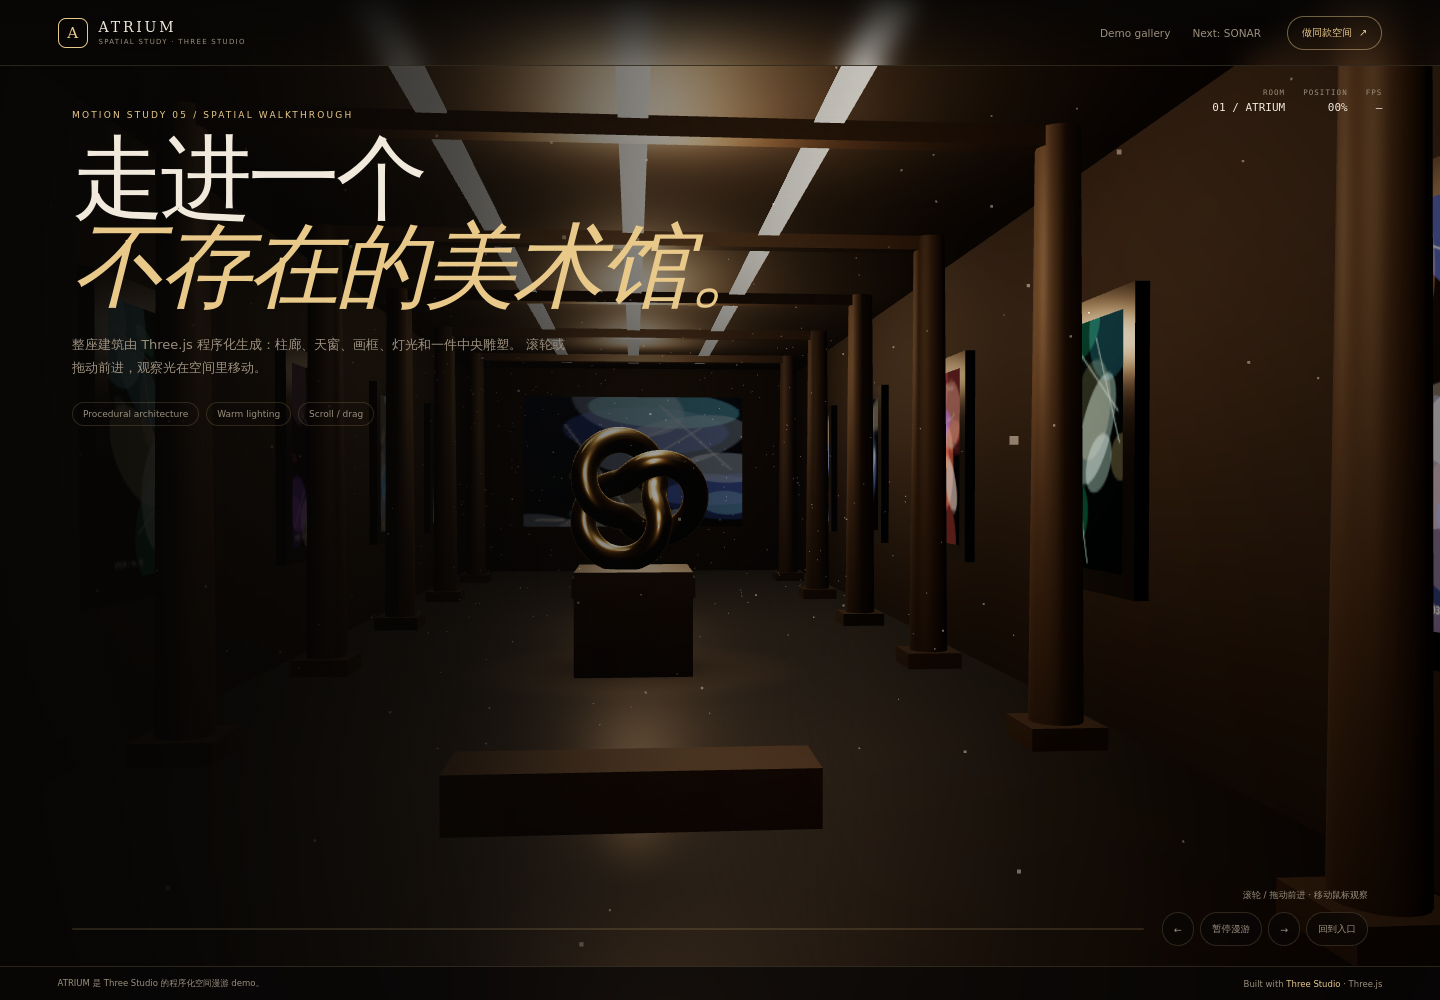 A
ATRIUM
SPATIAL STUDY · THREE STUDIO
Demo gallery
Next: SONAR
做同款空间 ↗
MOTION STUDY 05 / SPATIAL WALKTHROUGH
ROOM POSITION FPS
01 / ATRIUM 00% —
走进一个
不存在的美术馆。
整座建筑由 Three.js 程序化生成：柱廊、天窗、画框、灯光和一件中央雕塑。 滚轮或
拖动前进，观察光在空间里移动。
Procedural architecture
Warm lighting
Scroll / drag
滚轮 / 拖动前进 · 移动鼠标观察
← 暂停漫游 → 回到入口
ATRIUM 是 Three Studio 的程序化空间漫游 demo。
Built with Three Studio · Three.js